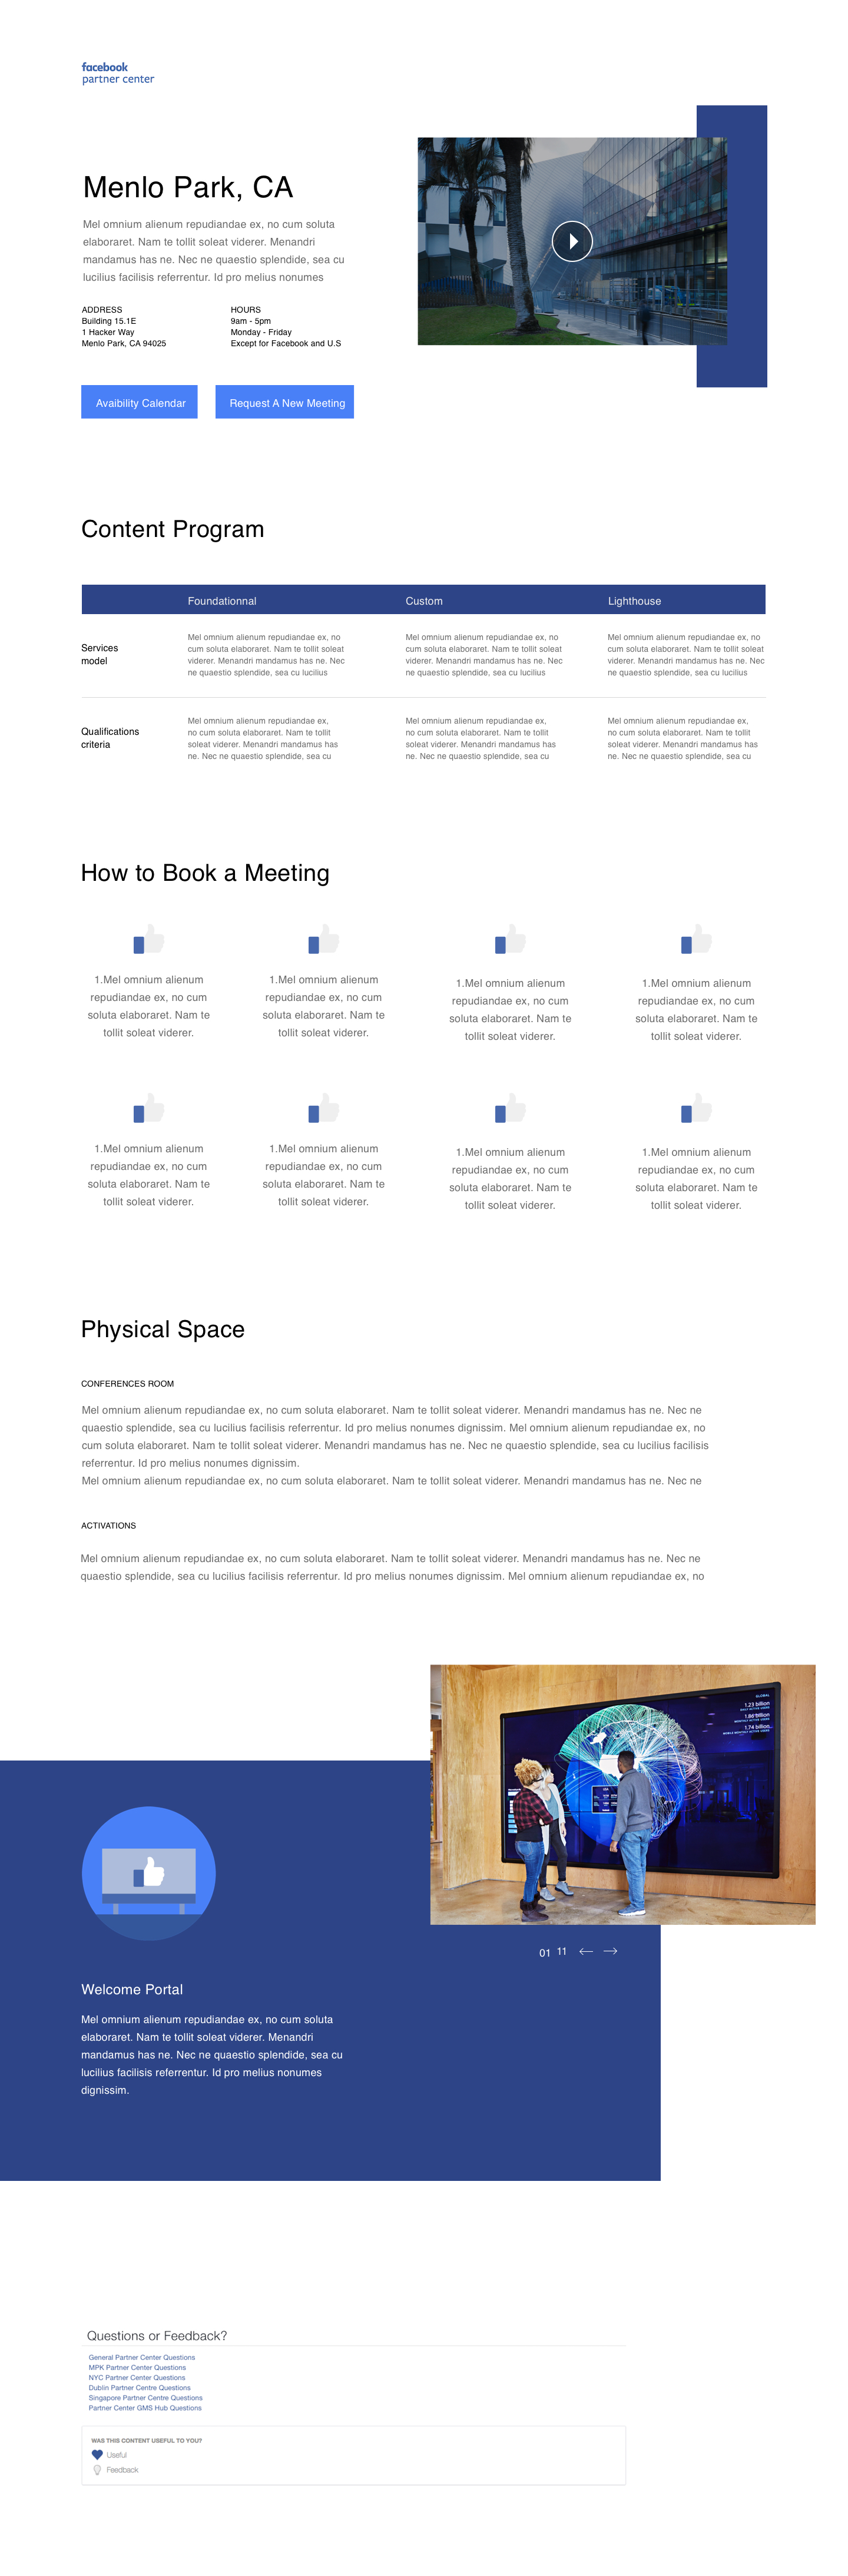 facebook
partner center
Menlo Park, CA
Mel omnium alienum repudiandae ex, no cum soluta
elaboraret. Nam te tollit soleat viderer. Menandri
mandamus has ne. Nec ne quaestio splendide, sea cu
lucilius facilisis referrentur. Id pro melius nonumes
ADDRESS
Building 15.1E
1 Hacker Way
Menlo Park, CA 94025
HOURS
9am - 5pm
Monday - Friday
Except for Facebook and U.S
Avaibility Calendar
Request A New Meeting
Content Program
Foundationnal
Custom
Lighthouse
Services
model
Mel omnium alienum repudiandae ex, no
cum soluta elaboraret. Nam te tollit soleat
viderer. Menandri mandamus has ne. Nec
ne quaestio splendide, sea cu lucilius
Mel omnium alienum repudiandae ex, no
cum soluta elaboraret. Nam te tollit soleat
viderer. Menandri mandamus has ne. Nec
ne quaestio splendide, sea cu lucilius
Mel omnium alienum repudiandae ex, no
cum soluta elaboraret. Nam te tollit soleat
viderer. Menandri mandamus has ne. Nec
ne quaestio splendide, sea cu lucilius
Qualifications
criteria
Mel omnium alienum repudiandae ex,
no cum soluta elaboraret. Nam te tollit
soleat viderer. Menandri mandamus has
ne. Nec ne quaestio splendide, sea cu
Mel omnium alienum repudiandae ex,
no cum soluta elaboraret. Nam te tollit
soleat viderer. Menandri mandamus has
ne. Nec ne quaestio splendide, sea cu
Mel omnium alienum repudiandae ex,
no cum soluta elaboraret. Nam te tollit
soleat viderer. Menandri mandamus has
ne. Nec ne quaestio splendide, sea cu
How to Book a Meeting
1.Mel omnium alienum
repudiandae ex, no cum
soluta elaboraret. Nam te
tollit soleat viderer.
1.Mel omnium alienum
repudiandae ex, no cum
soluta elaboraret. Nam te
tollit soleat viderer.
1.Mel omnium alienum
repudiandae ex, no cum
soluta elaboraret. Nam te
tollit soleat viderer.
1.Mel omnium alienum
repudiandae ex, no cum
soluta elaboraret. Nam te
tollit soleat viderer.
1.Mel omnium alienum
repudiandae ex, no cum
soluta elaboraret. Nam te
tollit soleat viderer.
1.Mel omnium alienum
repudiandae ex, no cum
soluta elaboraret. Nam te
tollit soleat viderer.
1.Mel omnium alienum
repudiandae ex, no cum
soluta elaboraret. Nam te
tollit soleat viderer.
1.Mel omnium alienum
repudiandae ex, no cum
soluta elaboraret. Nam te
tollit soleat viderer.
Physical Space
CONFERENCES ROOM
Mel omnium alienum repudiandae ex, no cum soluta elaboraret. Nam te tollit soleat viderer. Menandri mandamus has ne. Nec ne
quaestio splendide, sea cu lucilius facilisis referrentur. Id pro melius nonumes dignissim. Mel omnium alienum repudiandae ex, no
cum soluta elaboraret. Nam te tollit soleat viderer. Menandri mandamus has ne. Nec ne quaestio splendide, sea cu lucilius facilisis
referrentur. Id pro melius nonumes dignissim.
Mel omnium alienum repudiandae ex, no cum soluta elaboraret. Nam te tollit soleat viderer. Menandri mandamus has ne. Nec ne
ACTIVATIONS
Mel omnium alienum repudiandae ex, no cum soluta elaboraret. Nam te tollit soleat viderer. Menandri mandamus has ne. Nec ne
quaestio splendide, sea cu lucilius facilisis referrentur. Id pro melius nonumes dignissim. Mel omnium alienum repudiandae ex, no
GLOBAL
1.23 billion
DAILY ACTIVE USERS
1.86 billion
MONTHLY ACTIVE USERS
1.74 billion
MOBILE MONTHLY ACTIVE USERS
01 11
Welcome Portal
Mel omnium alienum repudiandae ex, no cum soluta
elaboraret. Nam te tollit soleat viderer. Menandri
mandamus has ne. Nec ne quaestio splendide, sea cu
lucilius facilisis referrentur. Id pro melius nonumes
dignissim.
Questions or Feedback?
General Partner Center Questions
MPK Partner Center Questions
NYC Partner Center Questions
Dublin Partner Centre Questions
Singapore Partner Centre Questions
Partner Center GMS Hub Questions
WAS THIS CONTENT USEFUL TO YOU?
Useful
Feedback